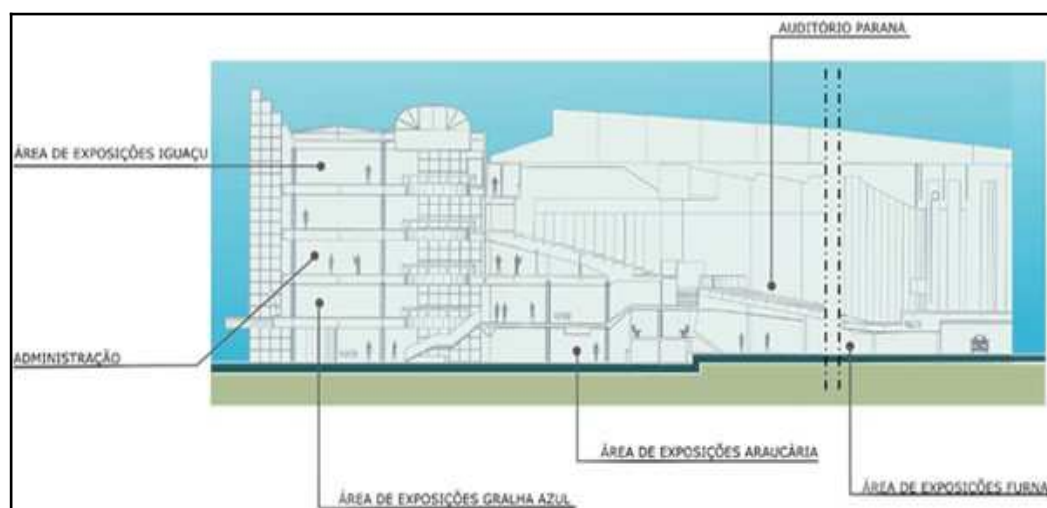 AUDITÓRIO PARANÁ
ÁREA DE EXPOSIÇÕES IGUAÇU
ADMINISTRAÇÃO
ÁREA DE EXPOSIÇÕES ARAUCÁRIA
ÁREA DE EXPOSIÇÕES GRALHA AZUL
ÁREA DE EXPOSIÇÕES FURNA